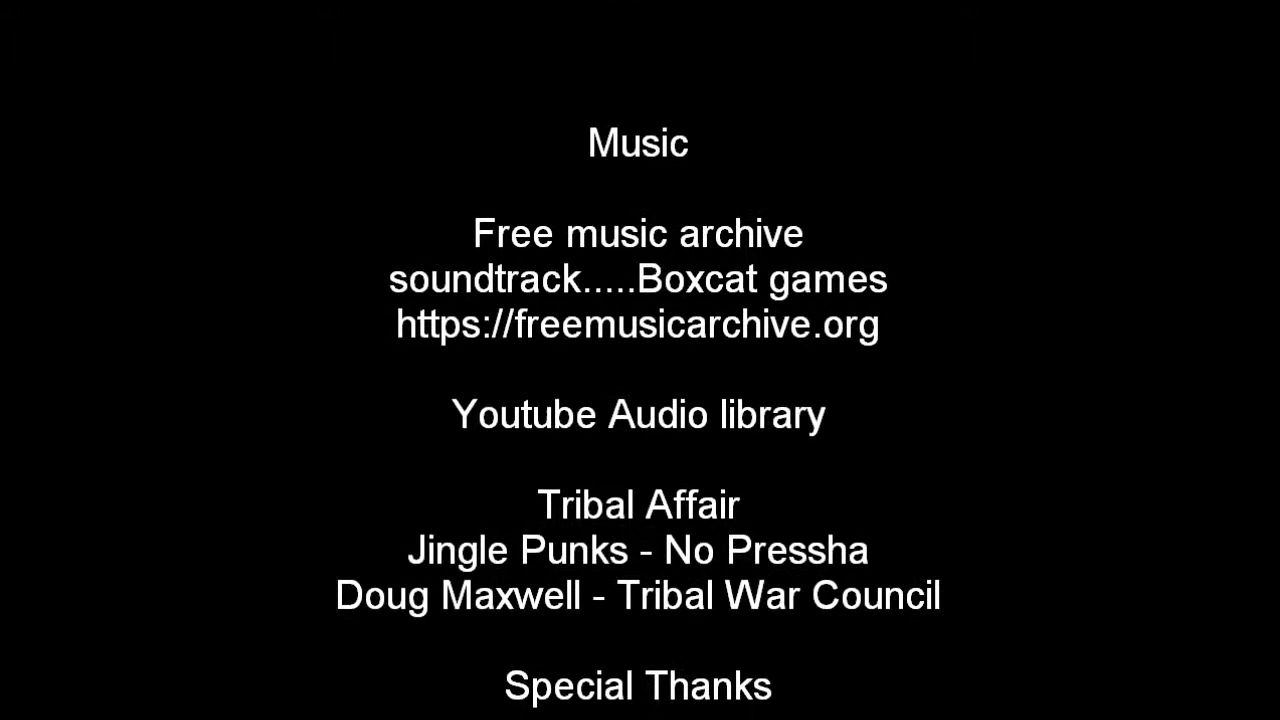 Music
Free music archive
soundtrack.....Boxcat games
https://freemusicarchive.org
Youtube Audio library
Tribal Affair
Jingle Punks - No Pressha
Doug Maxwell - Tribal War Council
Special Thanks